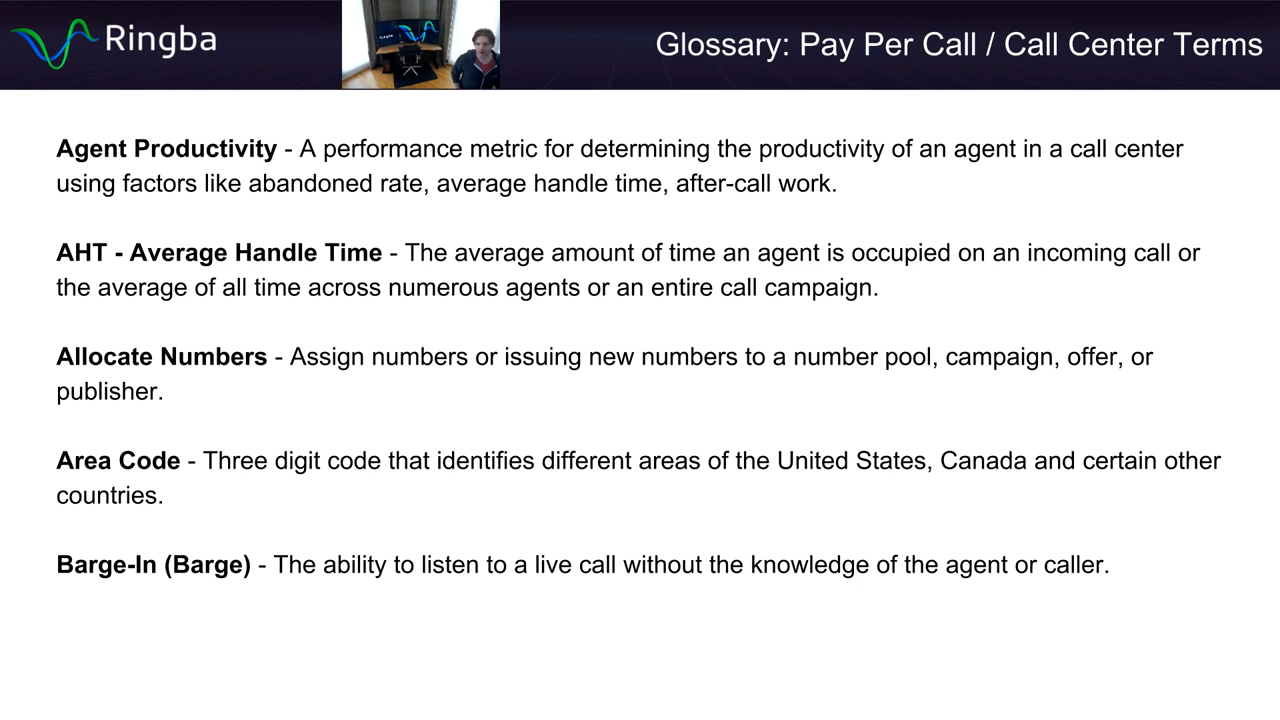 Ringba
Glossary: Pay Per Call / Call Center Terms
Agent Productivity - A performance metric for determining the productivity of an agent in a call center
using factors like abandoned rate, average handle time, after-call work.
AHT - Average Handle Time - The average amount of time an agent is occupied on an incoming call or
the average of all time across numerous agents or an entire call campaign.
Allocate Numbers - Assign numbers or issuing new numbers to a number pool, campaign, offer, or
publisher.
Area Code - Three digit code that identifies different areas of the United States, Canada and certain other
countries.
Barge-In (Barge) - The ability to listen to a live call without the knowledge of the agent or caller.